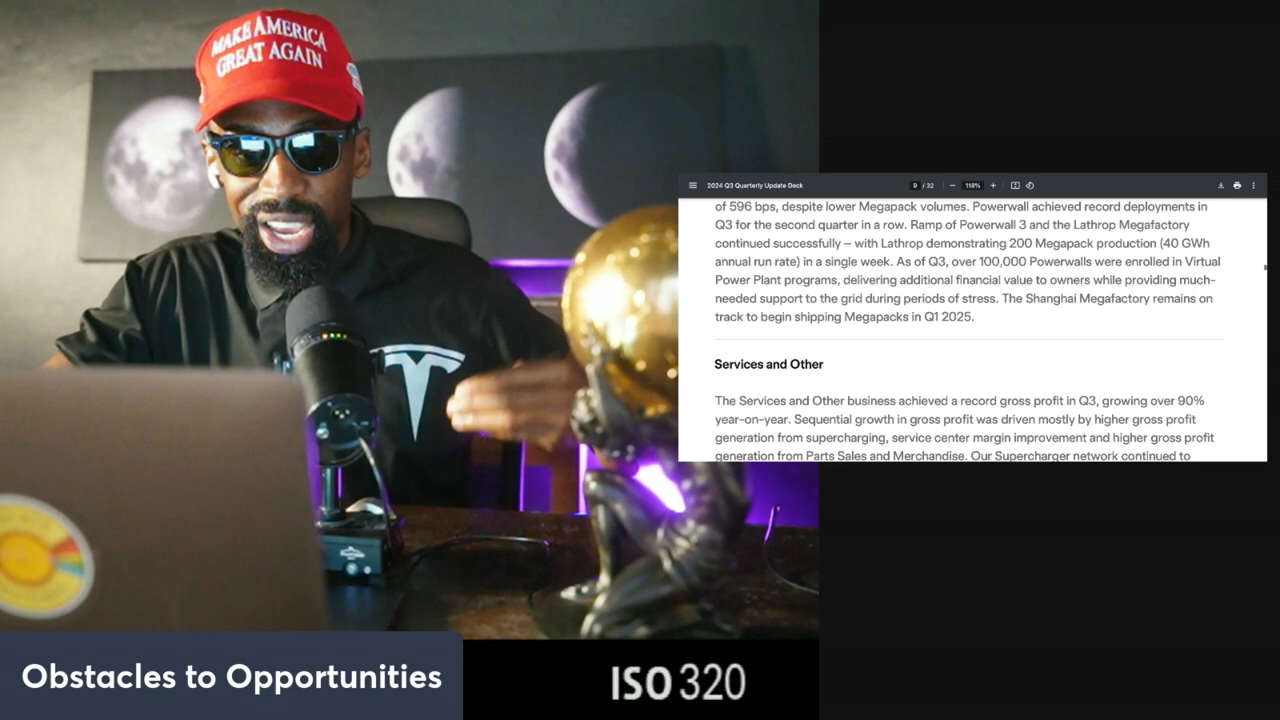 MAKE AMERICA
GREAT AGAIN
2024 Q3 Quarterly Update Deck
9 / 32
118%
of 596 bps, despite lower Megapack volumes. Powerwall achieved record deployments in
Q3 for the second quarter in a row. Ramp of Powerwall 3 and the Lathrop Megafactory
continued successfully – with Lathrop demonstrating 200 Megapack production (40 GWh
annual run rate) in a single week. As of Q3, over 100,000 Powerwalls were enrolled in Virtual
Power Plant programs, delivering additional financial value to owners while providing much-
needed support to the grid during periods of stress. The Shanghai Megafactory remains on
track to begin shipping Megapacks in Q1 2025.
Services and Other
The Services and Other business achieved a record gross profit in Q3, growing over 90%
year-on-year. Sequential growth in gross profit was driven mostly by higher gross profit
generation from supercharging, service center margin improvement and higher gross profit
generation from Parts Sales and Merchandise. Our Supercharger network continued to
Obstacles to Opportunities
ISO 320